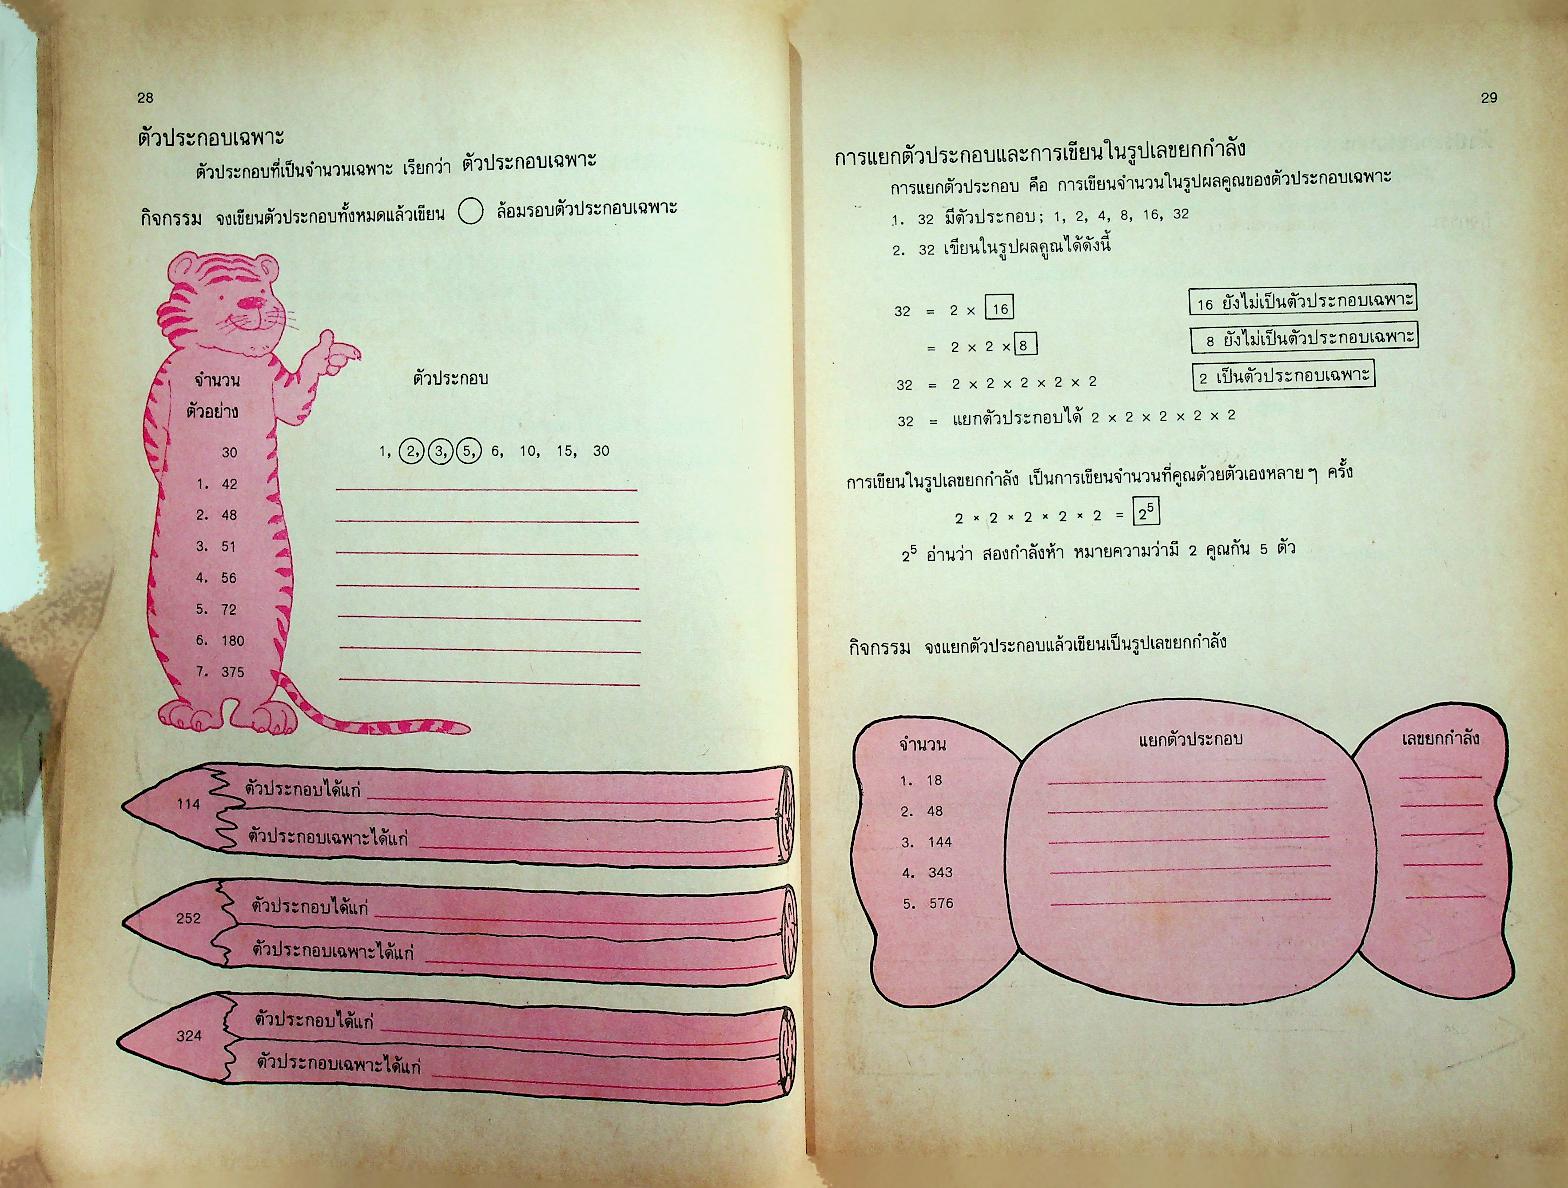 28
ตัวประกอบเฉพาะ
ตัวประกอบที่เป็นจำนวนเฉพาะ เรียกว่า ตัวประกอบเฉพาะ
กิจกรรม จงเขียนตัวประกอบทั้งหมดแล้วเขียน ล้อมรอบตัวประกอบเฉพาะ
จำนวน ตัวประกอบ
ตัวอย่าง
30 1, 2, 3, 5, 6, 10, 15, 30
1. 42
2. 48
3. 51
4. 56
5. 72
6. 180
7. 375
ตัวประกอบได้แก่
114
ตัวประกอบเฉพาะได้แก่
ตัวประกอบได้แก่
252
ตัวประกอบเฉพาะได้แก่
ตัวประกอบได้แก่
324
ตัวประกอบเฉพาะได้แก่
29
การแยกตัวประกอบและการเขียนในรูปเลขยกกำลัง
การแยกตัวประกอบ คือ การเขียนจำนวนในรูปผลคูณของตัวประกอบเฉพาะ
1. 32 มีตัวประกอบ; 1, 2, 4, 8, 16, 32
2. 32 เขียนในรูปผลคูณได้ดังนี้
32 = 2 × 16 16 ยังไม่เป็นตัวประกอบเฉพาะ
= 2 × 2 × 8 8 ยังไม่เป็นตัวประกอบเฉพาะ
32 = 2 × 2 × 2 × 2 × 2 2 เป็นตัวประกอบเฉพาะ
32 = แยกตัวประกอบได้ 2 × 2 × 2 × 2 × 2
การเขียนในรูปเลขยกกำลัง เป็นการเขียนจำนวนที่คูณด้วยตัวเองหลายๆ ครั้ง
2 × 2 × 2 × 2 × 2 = 2⁵
2⁵ อ่านว่า สองกำลังห้า หมายความว่ามี 2 คูณกัน 5 ตัว
กิจกรรม จงแยกตัวประกอบแล้วเขียนเป็นรูปเลขยกกำลัง
จำนวน แยกตัวประกอบ เลขยกกำลัง
1. 18
2. 48
3. 144
4. 343
5. 576